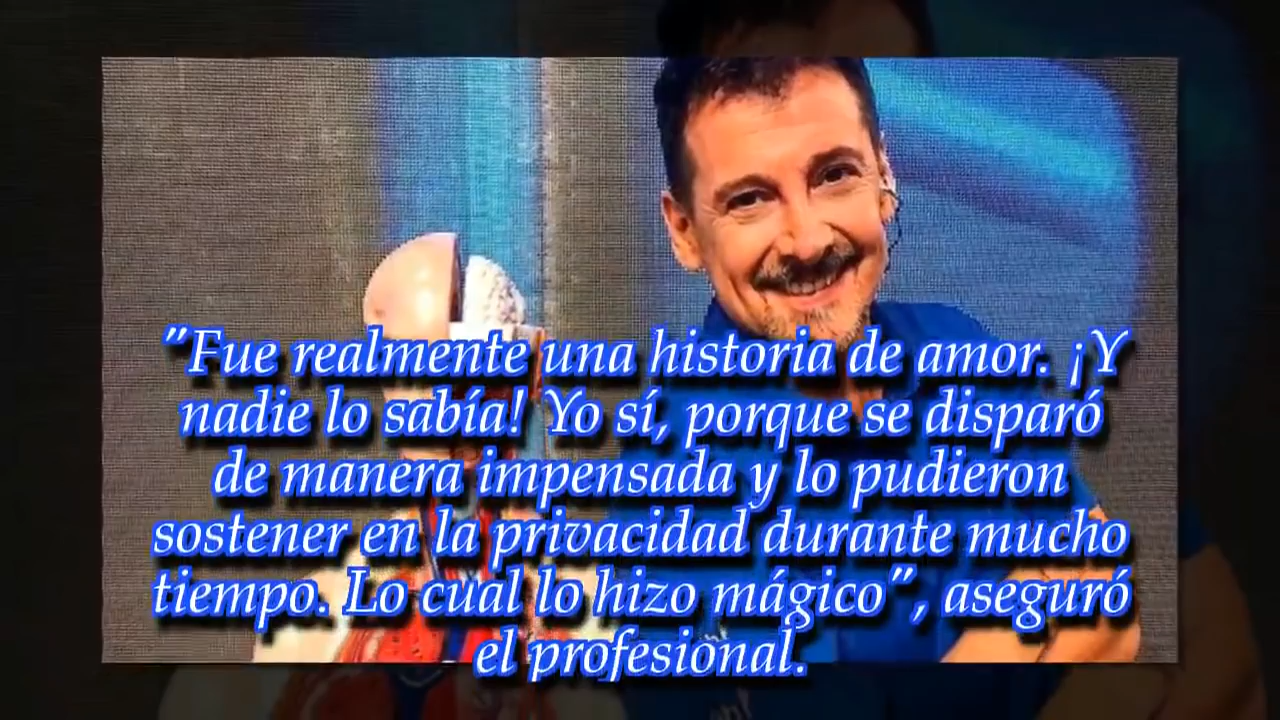 "Fue realmente una historia de amor. ¡Y
nadie lo sabía! Yo sí, porque se disparó
de manera impensada y lo pudieron
sostener en la privacidad durante mucho
tiempo. Lo cual lo hizo mágico", aseguró
el profesional.